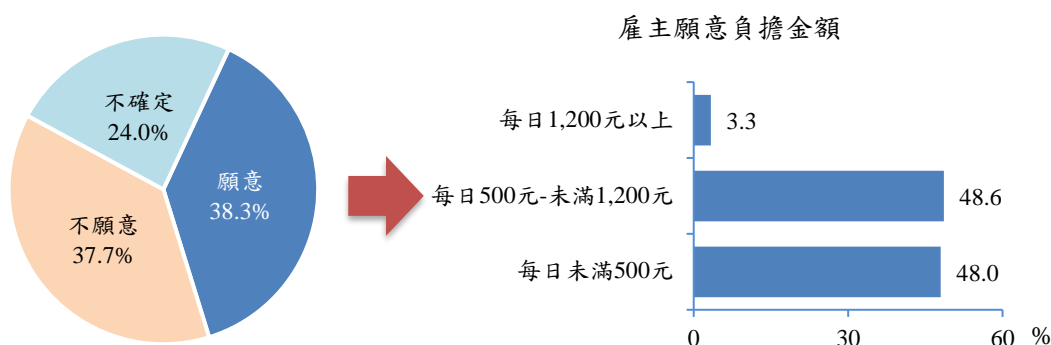 不確定
24.0%
願意
38.3%
不願意
37.7%
雇主願意負擔金額
每日1,200元以上
3.3
每日500元-未滿1,200元
48.6
每日未滿500元
48.0
0
30
60
%